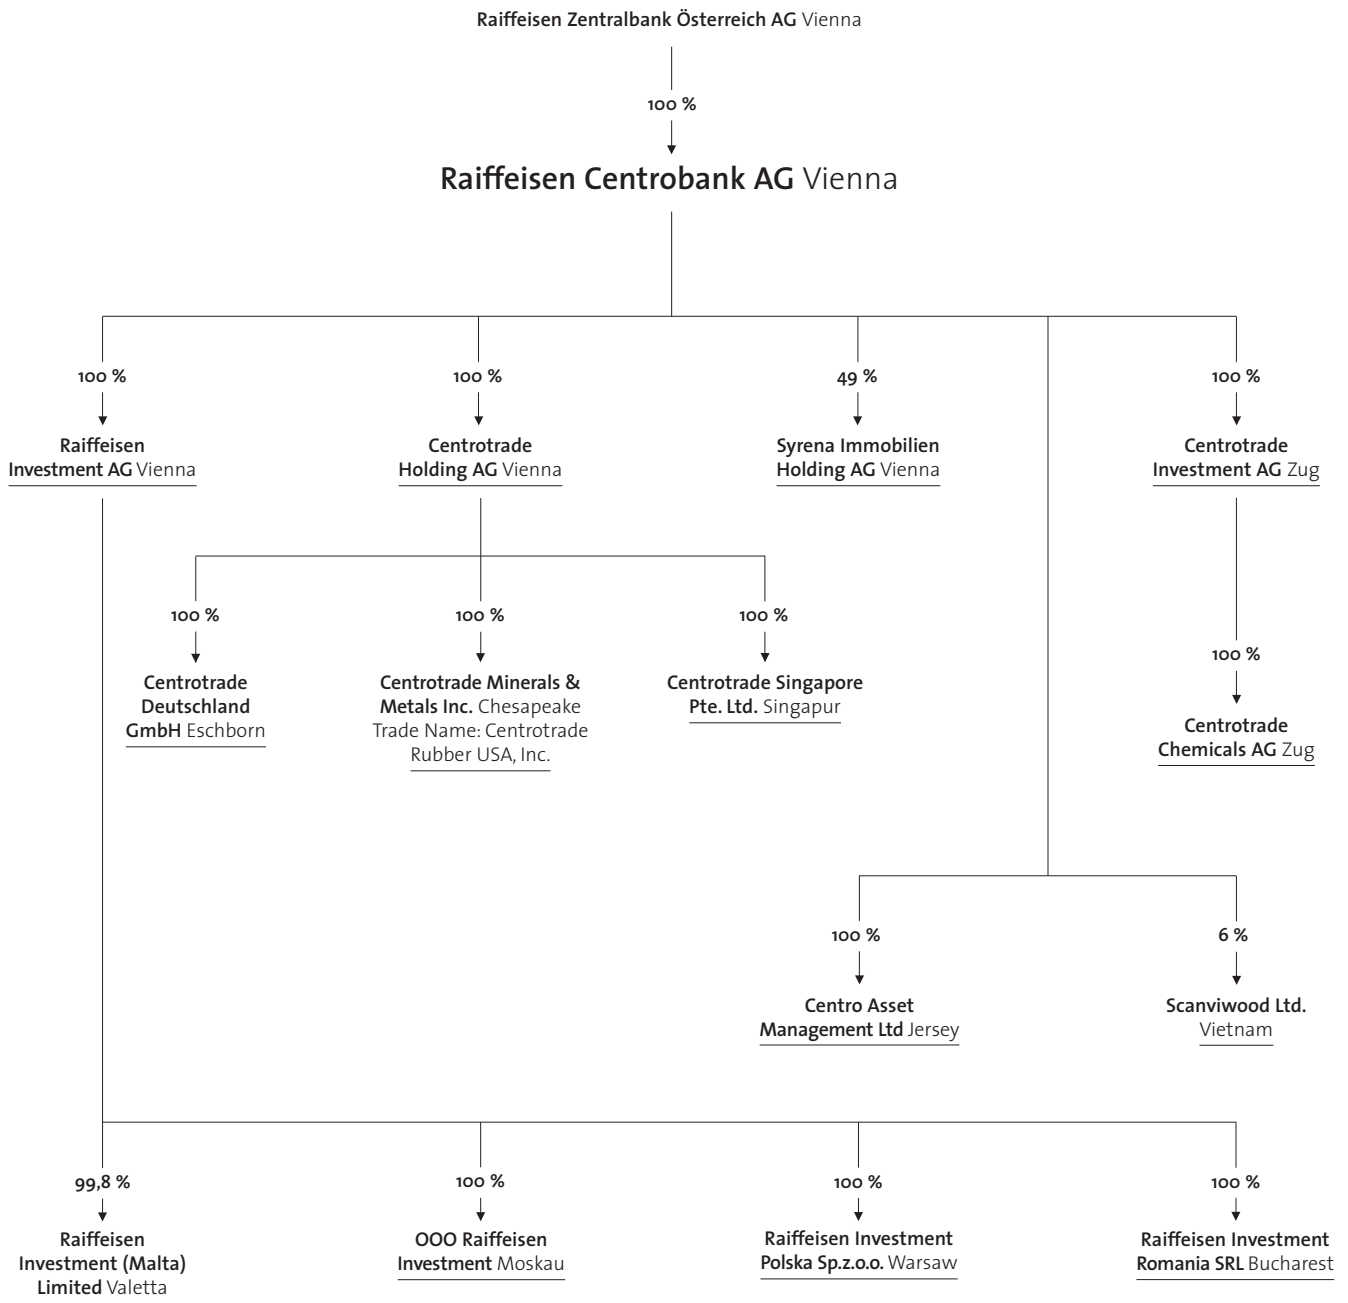 Raiffeisen Zentralbank Österreich AG Vienna
100 %
Raiffeisen Centrobank AG Vienna
100 %
100 %
49 %
100 %
Raiffeisen
Investment AG Vienna
Centrotrade
Holding AG Vienna
Syrena Immobilien
Holding AG Vienna
Centrotrade
Investment AG Zug
100 %
100 %
100 %
Centrotrade
Deutschland
GmbH Eschborn
Centrotrade Minerals &
Metals Inc. Chesapeake
Trade Name: Centrotrade
Rubber USA, Inc.
Centrotrade Singapore
Pte. Ltd. Singapur
100 %
Centrotrade
Chemicals AG Zug
100 %
6 %
Centro Asset
Management Ltd Jersey
Scanviwood Ltd.
Vietnam
99,8 %
100 %
100 %
100 %
Raiffeisen
Investment (Malta)
Limited Valetta
OOO Raiffeisen
Investment Moskau
Raiffeisen Investment
Polska Sp.z.o.o. Warsaw
Raiffeisen Investment
Romania SRL Bucharest